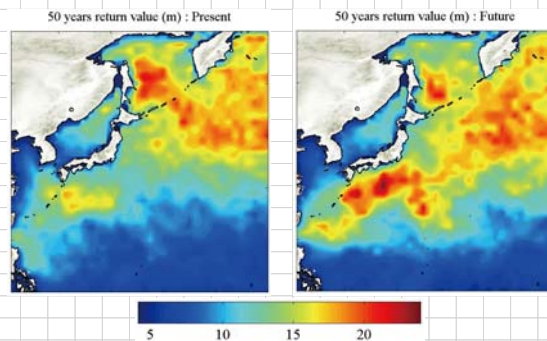 50 years return value (m) : Present
50 years return value (m) : Future
5 10 15 20